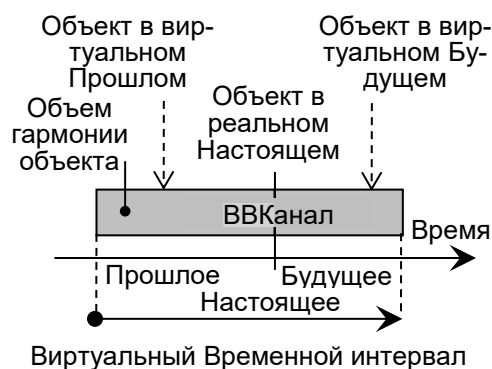 Объект в вир-
туальном
Прошлом
Объект в вир-
туальном Бу-
дущем
Объект в
реальном
Настоящем
Объем
гармонии
объекта
ВВКанал
Время
Прошлое
Будущее
Настоящее
Виртуальный Временной интервал